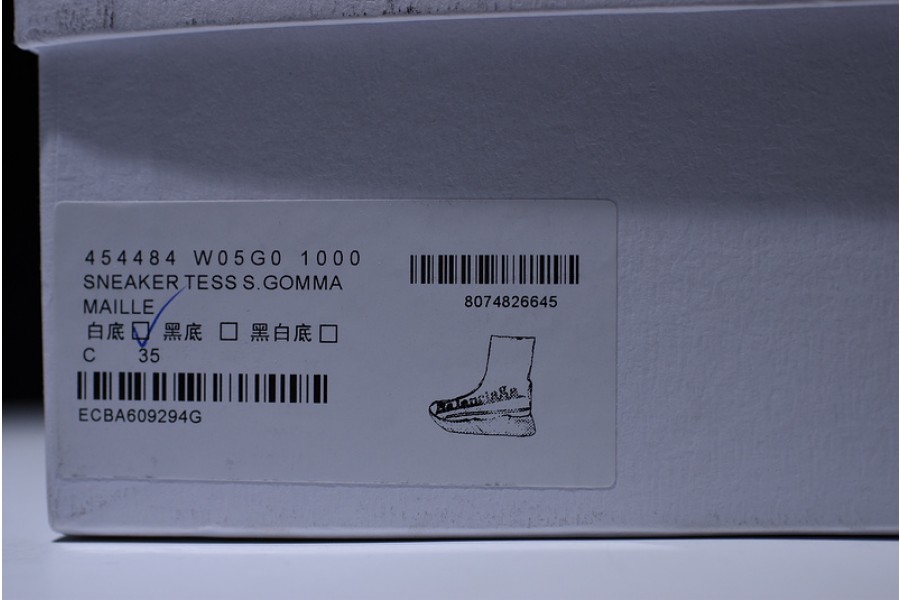 454484 W05G0 1000
SNEAKER TESS S.GOMMA
MAILLE
白底 黑底 黑白底
C 35
ECBA609294G
8074826645
Balenciaga